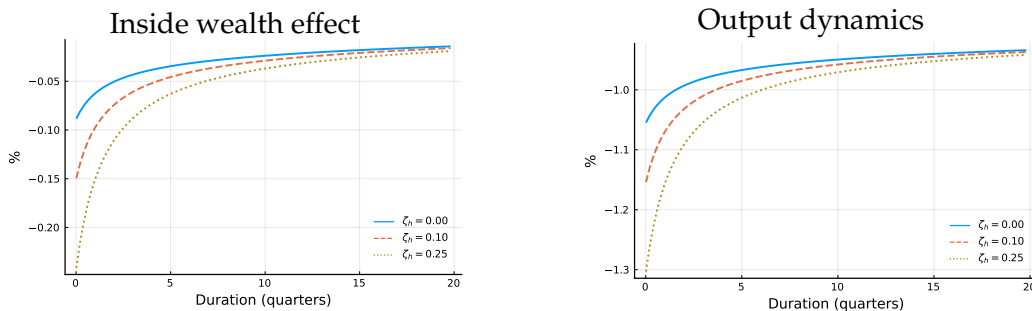 Inside wealth effect
−0.05
−0.10
−0.15
−0.20
%
0 5 10 15 20
Duration (quarters)
ζₕ = 0.00
ζₕ = 0.10
ζₕ = 0.25
Output dynamics
−1.0
−1.1
−1.2
−1.3
%
0 5 10 15 20
Duration (quarters)
ζₕ = 0.00
ζₕ = 0.10
ζₕ = 0.25